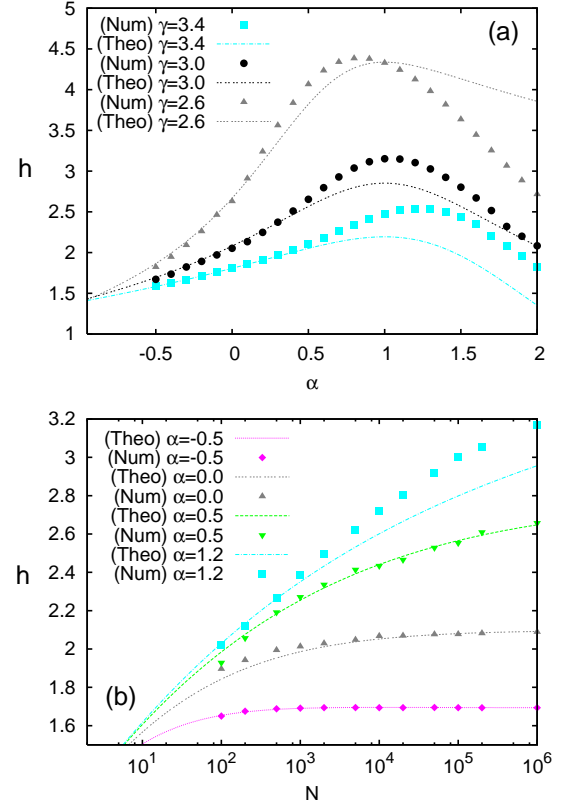 (a)
(Num) γ=3.4
(Theo) γ=3.4
(Num) γ=3.0
(Theo) γ=3.0
(Num) γ=2.6
(Theo) γ=2.6
5
4.5
4
3.5
3
2.5
2
1.5
1
h
-0.5 0 0.5 1 1.5 2
α
3.2
3
2.8
2.6
2.4
2.2
2
1.8
1.6
h
(Theo) α=-0.5
(Num) α=-0.5
(Theo) α=0.0
(Num) α=0.0
(Theo) α=0.5
(Num) α=0.5
(Theo) α=1.2
(Num) α=1.2
(b)
10^1 10^2 10^3 10^4 10^5 10^6
N